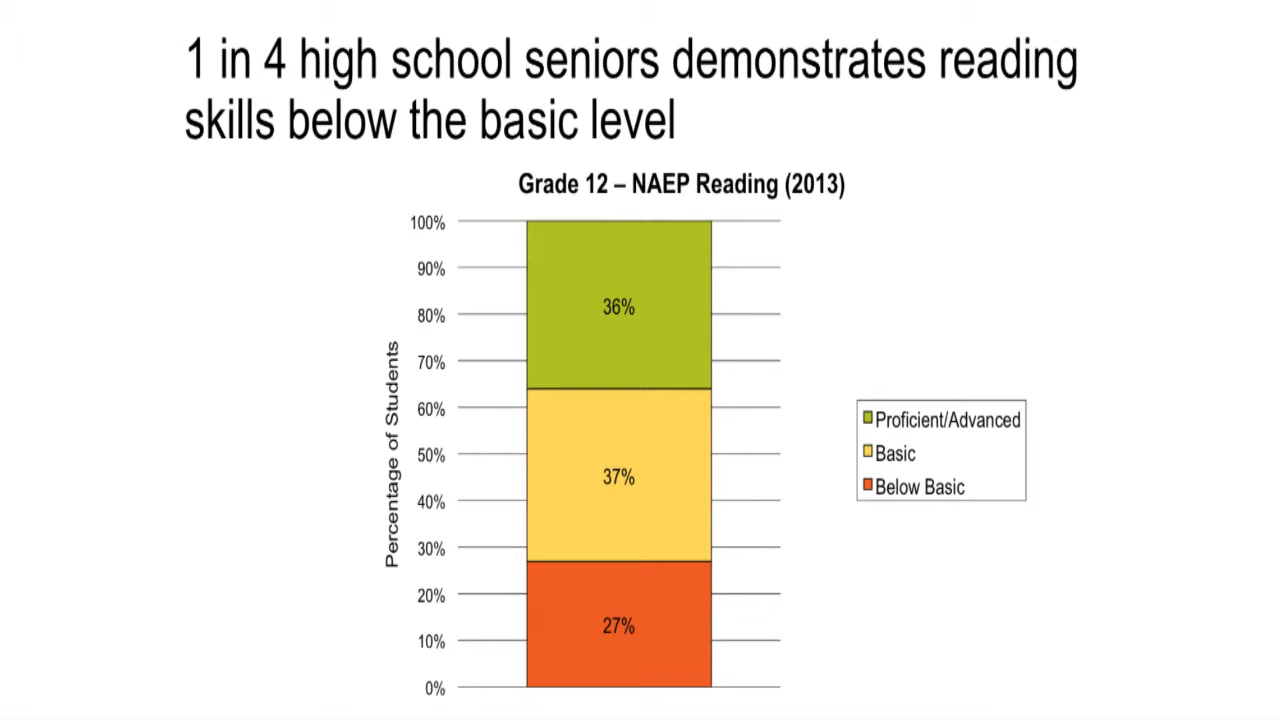 1 in 4 high school seniors demonstrates reading
skills below the basic level
Grade 12 – NAEP Reading (2013)
Percentage of Students
100%
90%
80%
70%
60%
50%
40%
30%
20%
10%
0%
36%
37%
27%
Proficient/Advanced
Basic
Below Basic